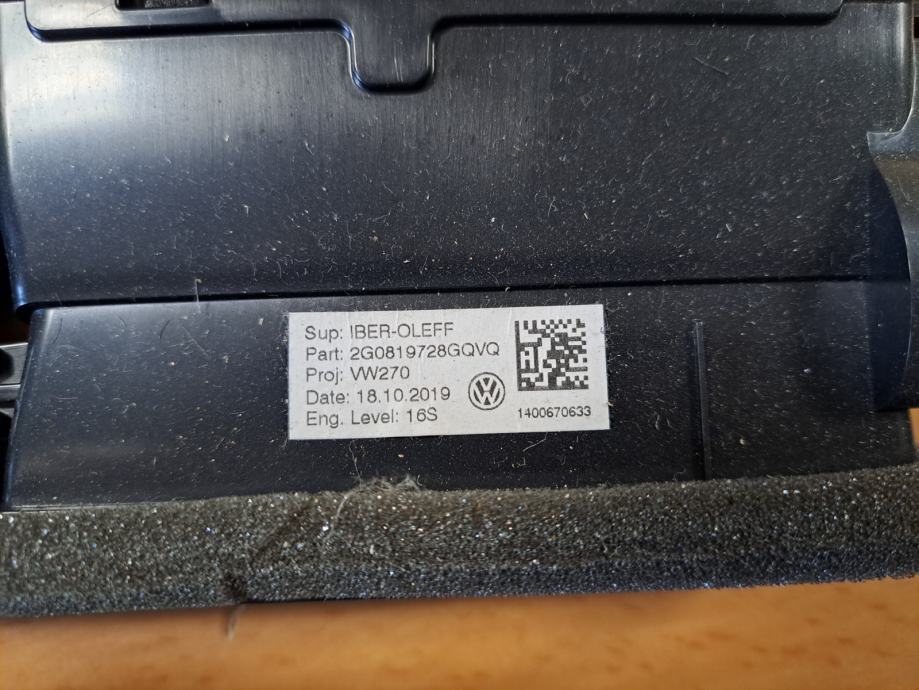 Sup: IBER-OLEFF
Part: 2G0819728GQVQ
Proj: VW270
Date: 18.10.2019
Eng. Level: 16S
1400670633